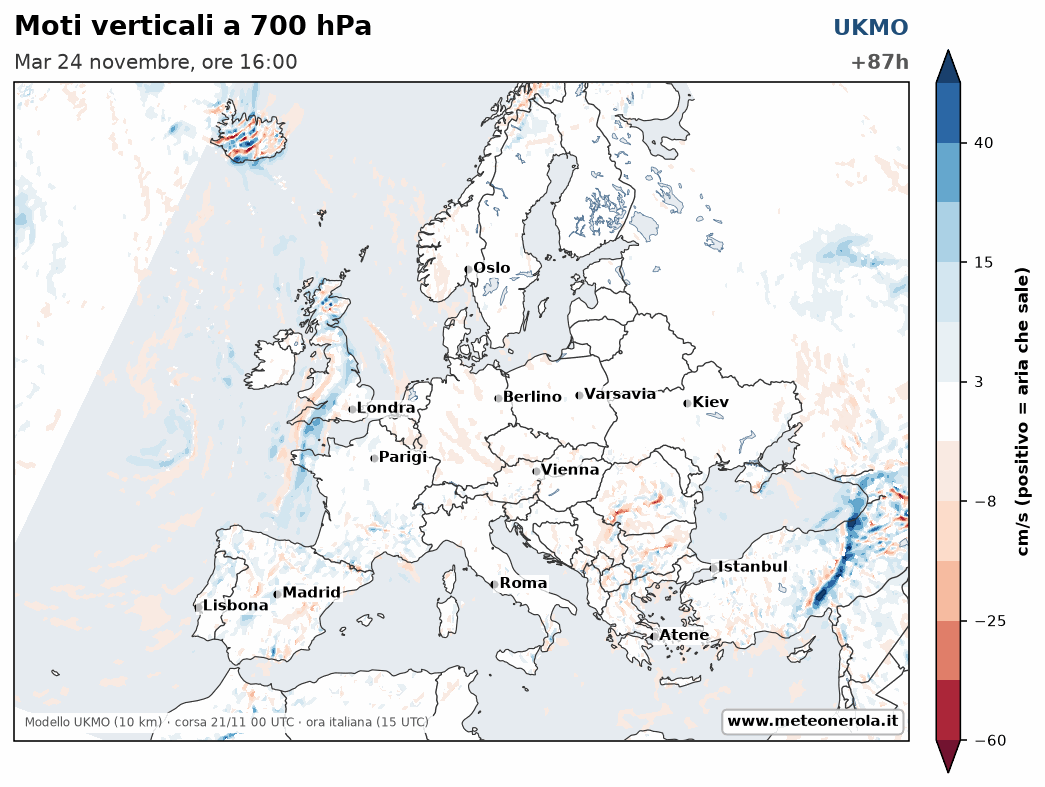 Moti verticali a 700 hPa
UKMO
Mar 24 novembre, ore 16:00
+87h
40
15
3
−8
−25
−60
cm/s (positivo = aria che sale)
Oslo
Londra
Berlino
Varsavia
Kiev
Parigi
Vienna
Istanbul
Roma
Madrid
Lisbona
Atene
Modello UKMO (10 km) · corsa 21/11 00 UTC · ora italiana (15 UTC)
www.meteonerola.it